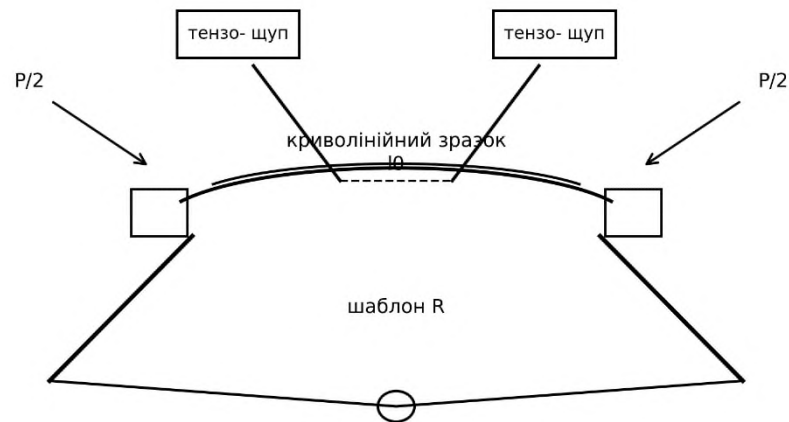 тензо- щуп
тензо- щуп
P/2
P/2
криволінійний зразок
l0
шаблон R